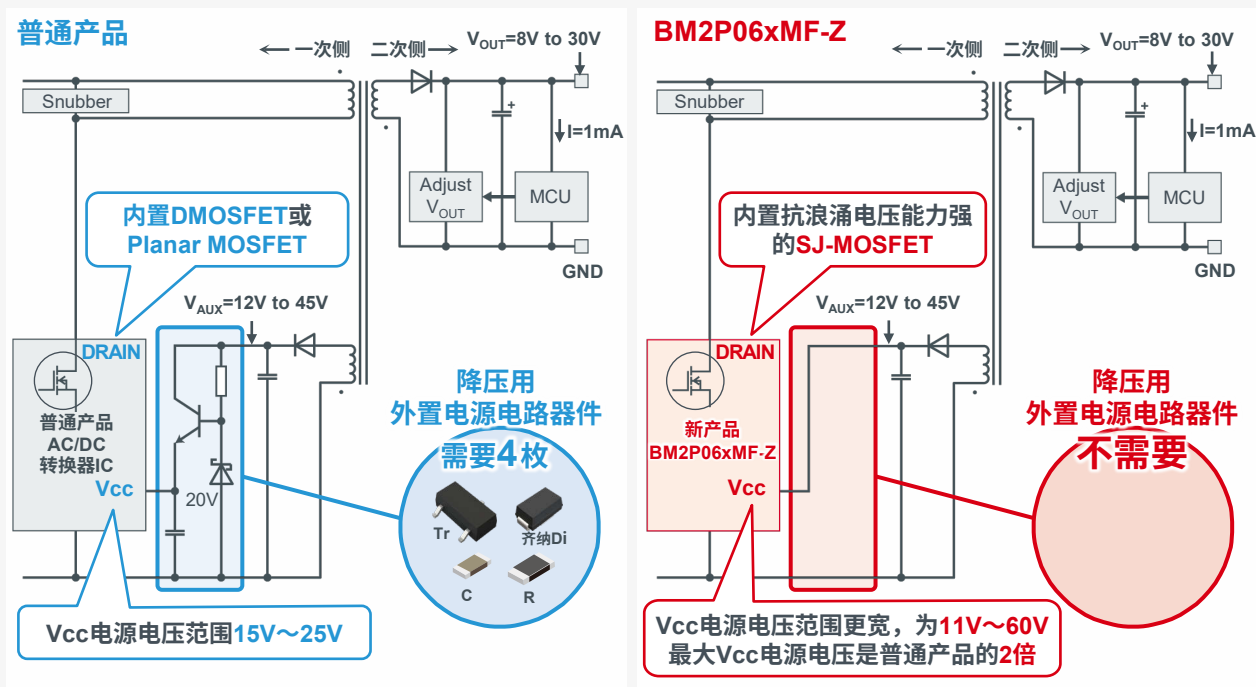 普通产品
一次侧
二次侧
VOUT=8V to 30V
Snubber
I=1mA
Adjust
VOUT
MCU
GND
内置DMOSFET或
Planar MOSFET
VAUX=12V to 45V
DRAIN
普通产品
AC/DC
转换器IC
Vcc
20V
降压用
外置电源电路器件
需要4枚
Tr
齐纳Di
C
R
Vcc电源电压范围15V～25V
BM2P06xMF-Z
一次侧
二次侧
VOUT=8V to 30V
Snubber
I=1mA
Adjust
VOUT
MCU
GND
内置抗浪涌电压能力强
的SJ-MOSFET
VAUX=12V to 45V
DRAIN
新产品
BM2P06xMF-Z
Vcc
降压用
外置电源电路器件
不需要
Vcc电源电压范围更宽，为11V～60V
最大Vcc电源电压是普通产品的2倍